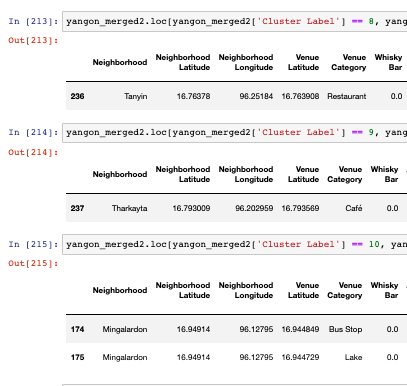 In [213]: yangon_merged2.loc[yangon_merged2['Cluster Label'] == 8, yang
Out[213]:
Neighborhood Neighborhood Latitude Neighborhood Longitude Venue Latitude Venue Category Whisky Bar
236 Tanyin 16.76378 96.25184 16.763908 Restaurant 0.0
In [214]: yangon_merged2.loc[yangon_merged2['Cluster Label'] == 9, yang
Out[214]:
Neighborhood Neighborhood Latitude Neighborhood Longitude Venue Latitude Venue Category Whisky Bar
237 Tharkayta 16.793009 96.202959 16.793569 Café 0.0
In [215]: yangon_merged2.loc[yangon_merged2['Cluster Label'] == 10, yan
Out[215]:
Neighborhood Neighborhood Latitude Neighborhood Longitude Venue Latitude Venue Category Whisky Bar
174 Mingalardon 16.94914 96.12795 16.944849 Bus Stop 0.0
175 Mingalardon 16.94914 96.12795 16.944729 Lake 0.0